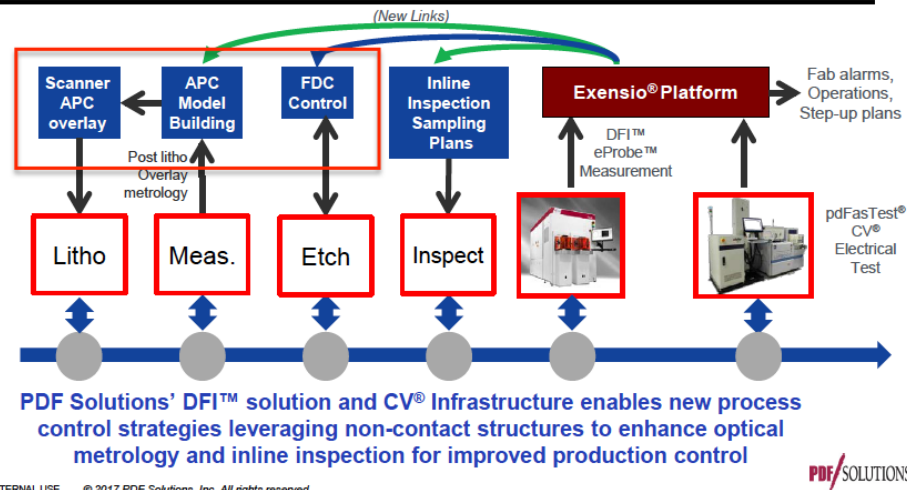 (New Links)
Scanner
APC
overlay
APC
Model
Building
FDC
Control
Inline
Inspection
Sampling
Plans
Exensio® Platform
Fab alarms,
Operations,
Step-up plans
Post litho
Overlay
metrology
DFI™
eProbe™
Measurement
Litho
Meas.
Etch
Inspect
pdFasTest®
CV®
Electrical
Test
PDF Solutions' DFI™ solution and CV® Infrastructure enables new process
control strategies leveraging non-contact structures to enhance optical
metrology and inline inspection for improved production control
TERNAL USE © 2017 PDF Solutions, Inc. All rights reserved
PDF/SOLUTIONS